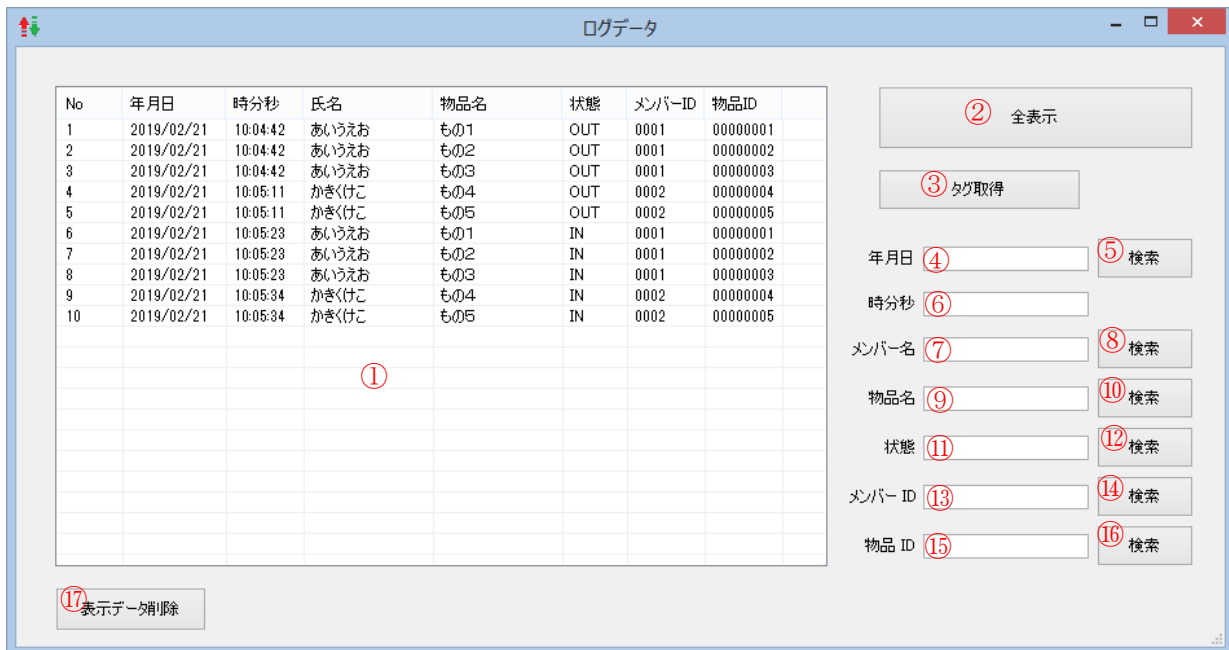 ログデータ
No 年月日 時分秒 氏名 物品名 状態 メンバーID 物品ID
1 2019/02/21 10:04:42 あいうえお もの1 OUT 0001 00000001
2 2019/02/21 10:04:42 あいうえお もの2 OUT 0001 00000002
3 2019/02/21 10:04:42 あいうえお もの3 OUT 0001 00000003
4 2019/02/21 10:05:11 かきくけこ もの4 OUT 0002 00000004
5 2019/02/21 10:05:11 かきくけこ もの5 OUT 0002 00000005
6 2019/02/21 10:05:23 あいうえお もの1 IN 0001 00000001
7 2019/02/21 10:05:23 あいうえお もの2 IN 0001 00000002
8 2019/02/21 10:05:23 あいうえお もの3 IN 0001 00000003
9 2019/02/21 10:05:34 かきくけこ もの4 IN 0002 00000004
10 2019/02/21 10:05:34 かきくけこ もの5 IN 0002 00000005
①
② 全表示
③ タグ取得
年月日 ④ ⑤ 検索
時分秒 ⑥
メンバー名 ⑦ ⑧ 検索
物品名 ⑨ ⑩ 検索
状態 ⑪ ⑫ 検索
メンバー ID ⑬ ⑭ 検索
物品 ID ⑮ ⑯ 検索
⑰ 表示データ削除